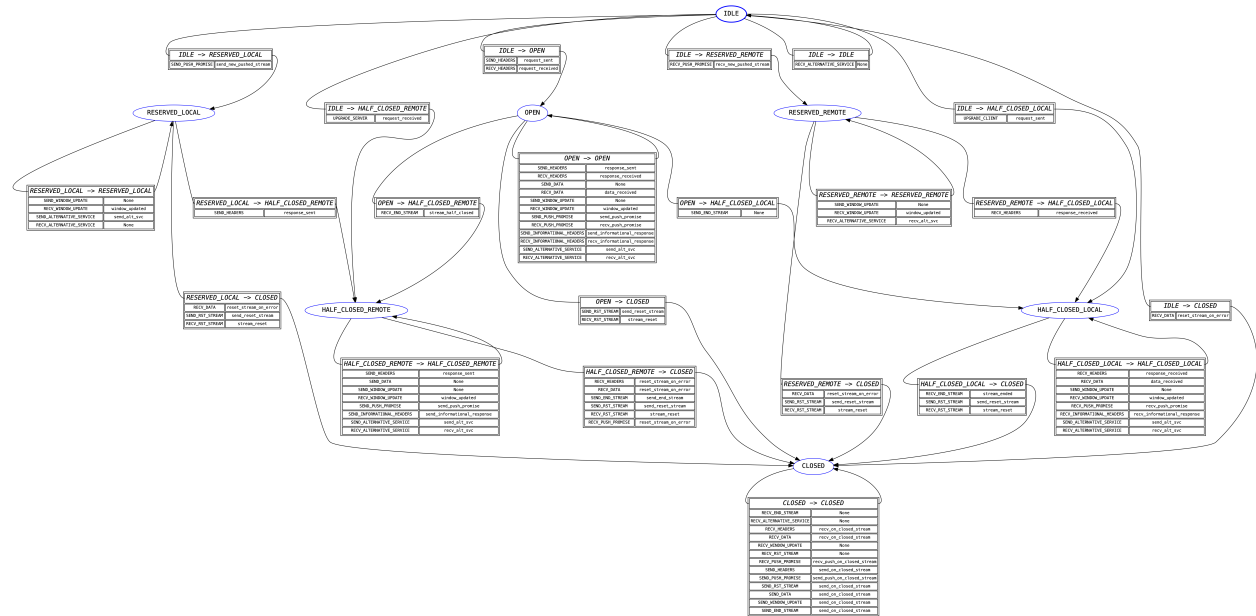 IDLE
IDLE -> RESERVED_LOCAL
SEND_PUSH_PROMISE send_new_pushed_stream
IDLE -> OPEN
SEND_HEADERS request_sent
RECV_HEADERS request_received
IDLE -> RESERVED_REMOTE
RECV_PUSH_PROMISE recv_new_pushed_stream
IDLE -> IDLE
RECV_ALTERNATIVE_SERVICE None
IDLE -> HALF_CLOSED_REMOTE
UPGRADE_SERVER request_received
IDLE -> HALF_CLOSED_LOCAL
UPGRADE_CLIENT request_sent
RESERVED_LOCAL
OPEN
RESERVED_REMOTE
RESERVED_LOCAL -> RESERVED_LOCAL
SEND_WINDOW_UPDATE None
RECV_WINDOW_UPDATE window_updated
SEND_ALTERNATIVE_SERVICE send_alt_svc
RECV_ALTERNATIVE_SERVICE None
RESERVED_LOCAL -> HALF_CLOSED_REMOTE
SEND_HEADERS response_sent
OPEN -> HALF_CLOSED_REMOTE
RECV_END_STREAM stream_half_closed
OPEN -> OPEN
SEND_HEADERS response_sent
RECV_HEADERS response_received
SEND_DATA None
RECV_DATA data_received
SEND_WINDOW_UPDATE None
RECV_WINDOW_UPDATE window_updated
SEND_PUSH_PROMISE send_push_promise
RECV_PUSH_PROMISE recv_push_promise
SEND_INFORMATIONAL_HEADERS send_informational_response
RECV_INFORMATIONAL_HEADERS recv_informational_response
SEND_ALTERNATIVE_SERVICE send_alt_svc
RECV_ALTERNATIVE_SERVICE recv_alt_svc
OPEN -> HALF_CLOSED_LOCAL
SEND_END_STREAM None
RESERVED_REMOTE -> RESERVED_REMOTE
SEND_WINDOW_UPDATE None
RECV_WINDOW_UPDATE window_updated
RECV_ALTERNATIVE_SERVICE recv_alt_svc
RESERVED_REMOTE -> HALF_CLOSED_LOCAL
RECV_HEADERS response_received
RESERVED_LOCAL -> CLOSED
RECV_DATA reset_stream_on_error
SEND_RST_STREAM send_reset_stream
RECV_RST_STREAM stream_reset
HALF_CLOSED_REMOTE
OPEN -> CLOSED
SEND_RST_STREAM send_reset_stream
RECV_RST_STREAM stream_reset
HALF_CLOSED_LOCAL
IDLE -> CLOSED
RECV_DATA reset_stream_on_error
HALF_CLOSED_REMOTE -> HALF_CLOSED_REMOTE
SEND_HEADERS response_sent
SEND_DATA None
SEND_WINDOW_UPDATE None
RECV_WINDOW_UPDATE window_updated
SEND_PUSH_PROMISE send_push_promise
SEND_INFORMATIONAL_HEADERS send_informational_response
SEND_ALTERNATIVE_SERVICE send_alt_svc
RECV_ALTERNATIVE_SERVICE recv_alt_svc
HALF_CLOSED_REMOTE -> CLOSED
RECV_HEADERS reset_stream_on_error
RECV_DATA reset_stream_on_error
SEND_END_STREAM send_end_stream
SEND_RST_STREAM send_reset_stream
RECV_RST_STREAM stream_reset
RECV_PUSH_PROMISE reset_stream_on_error
RESERVED_REMOTE -> CLOSED
RECV_DATA reset_stream_on_error
SEND_RST_STREAM send_reset_stream
RECV_RST_STREAM stream_reset
HALF_CLOSED_LOCAL -> CLOSED
RECV_END_STREAM stream_ended
SEND_RST_STREAM send_reset_stream
RECV_RST_STREAM stream_reset
HALF_CLOSED_LOCAL -> HALF_CLOSED_LOCAL
RECV_HEADERS response_received
RECV_DATA data_received
SEND_WINDOW_UPDATE None
RECV_WINDOW_UPDATE window_updated
RECV_PUSH_PROMISE recv_push_promise
RECV_INFORMATIONAL_HEADERS recv_informational_response
SEND_ALTERNATIVE_SERVICE send_alt_svc
RECV_ALTERNATIVE_SERVICE recv_alt_svc
CLOSED
CLOSED -> CLOSED
RECV_END_STREAM None
RECV_ALTERNATIVE_SERVICE None
RECV_HEADERS recv_on_closed_stream
RECV_DATA recv_on_closed_stream
RECV_WINDOW_UPDATE None
RECV_RST_STREAM None
RECV_PUSH_PROMISE recv_push_on_closed_stream
SEND_HEADERS send_on_closed_stream
SEND_PUSH_PROMISE send_push_on_closed_stream
SEND_RST_STREAM send_on_closed_stream
SEND_DATA send_on_closed_stream
SEND_WINDOW_UPDATE send_on_closed_stream
SEND_END_STREAM send_on_closed_stream